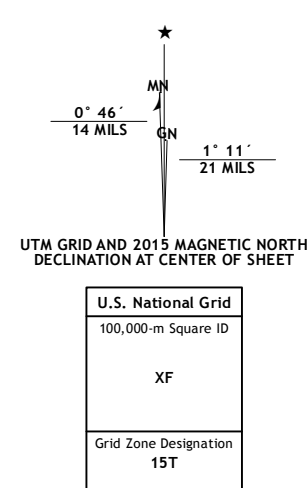 MN
0° 46´
14 MILS
GN
1° 11´
21 MILS
UTM GRID AND 2015 MAGNETIC NORTH
DECLINATION AT CENTER OF SHEET
U.S. National Grid
100,000-m Square ID
XF
Grid Zone Designation
15T